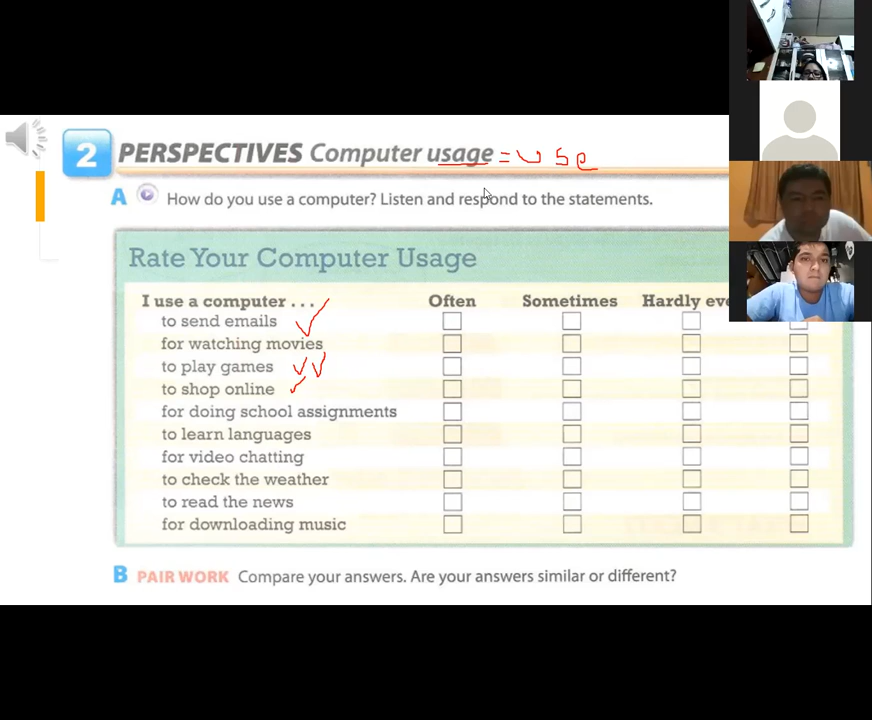 2 PERSPECTIVES Computer usage = use
A How do you use a computer? Listen and respond to the statements.
Rate Your Computer Usage
I use a computer . . . Often Sometimes Hardly eve
to send emails
for watching movies
to play games
to shop online
for doing school assignments
to learn languages
for video chatting
to check the weather
to read the news
for downloading music
B PAIR WORK Compare your answers. Are your answers similar or different?